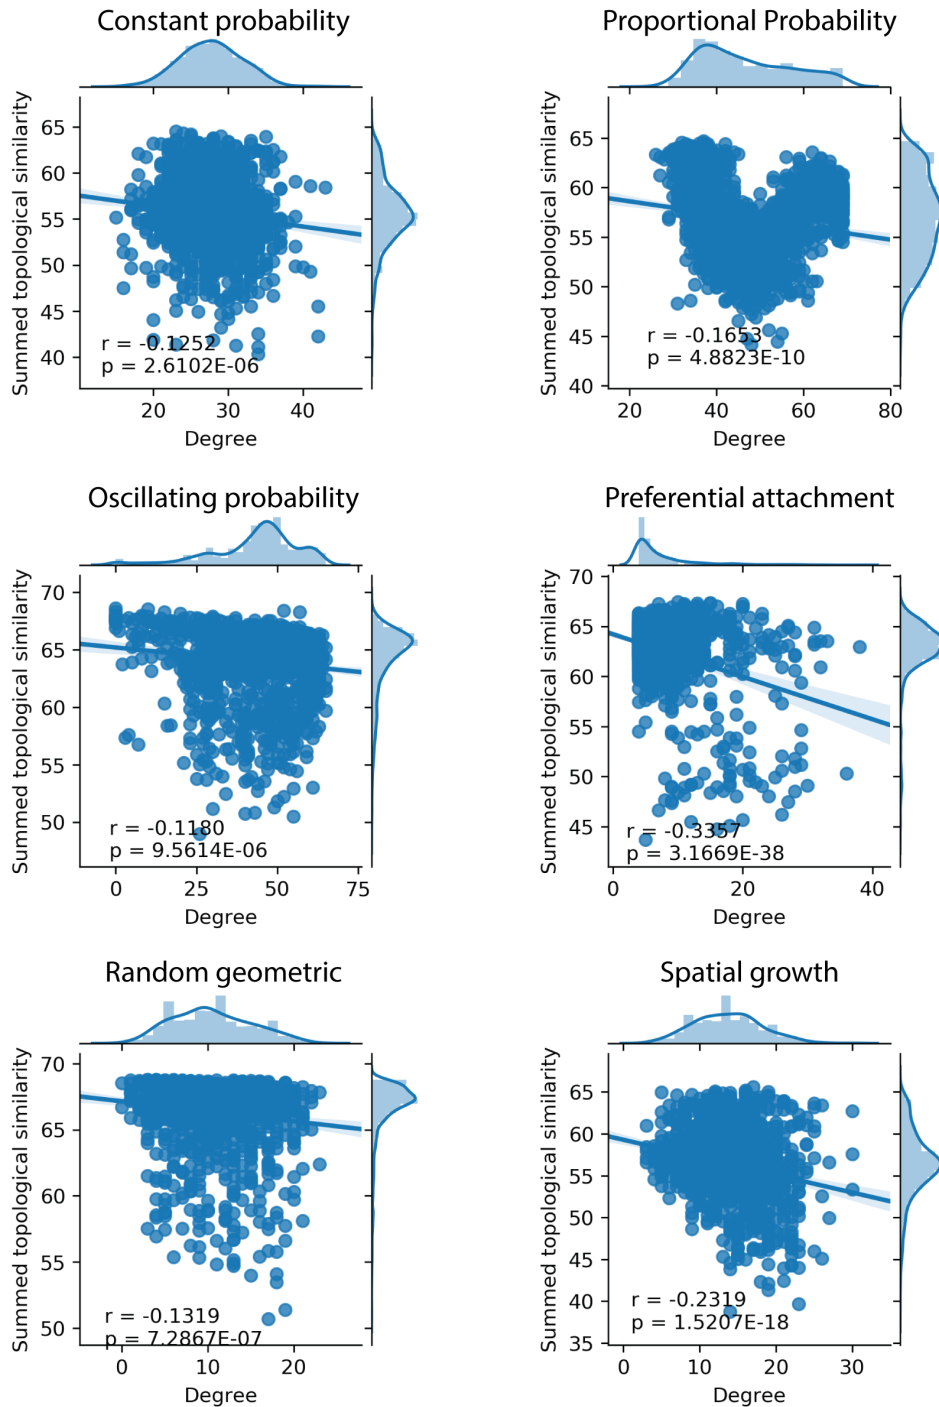 Constant probability
Summed topological similarity
65
60
55
50
45
40
r = -0.1252
p = 2.6102E-06
20
30
40
Degree
Proportional Probability
Summed topological similarity
65
60
55
50
45
40
r = -0.1653
p = 4.8823E-10
20
40
60
80
Degree
Oscillating probability
Summed topological similarity
70
65
60
55
50
r = -0.1180
p = 9.5614E-06
0
25
50
75
Degree
Preferential attachment
Summed topological similarity
70
65
60
55
50
45
r = -0.3357
p = 3.1669E-38
0
20
40
Degree
Random geometric
Summed topological similarity
70
65
60
55
50
r = -0.1319
p = 7.2867E-07
0
10
20
Degree
Spatial growth
Summed topological similarity
65
60
55
50
45
40
35
r = -0.2319
p = 1.5207E-18
0
10
20
30
Degree